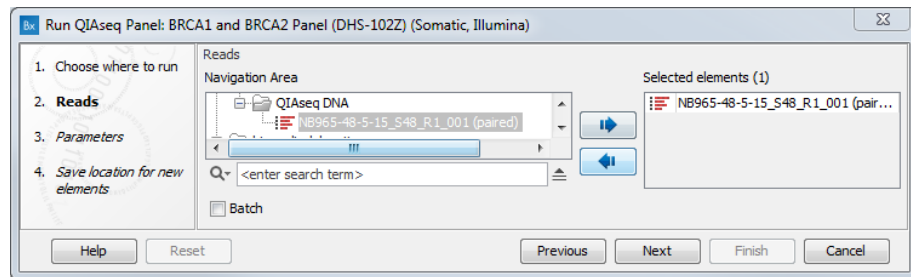 Bx Run QIAseq Panel: BRCA1 and BRCA2 Panel (DHS-102Z) (Somatic, Illumina)
1. Choose where to run
2. Reads
3. Parameters
4. Save location for new
elements
Reads
Navigation Area
QIAseq DNA
NB965-48-5-15_S48_R1_001 (paired)
<enter search term>
Batch
Selected elements (1)
NB965-48-5-15_S48_R1_001 (pair...
Help
Reset
Previous
Next
Finish
Cancel